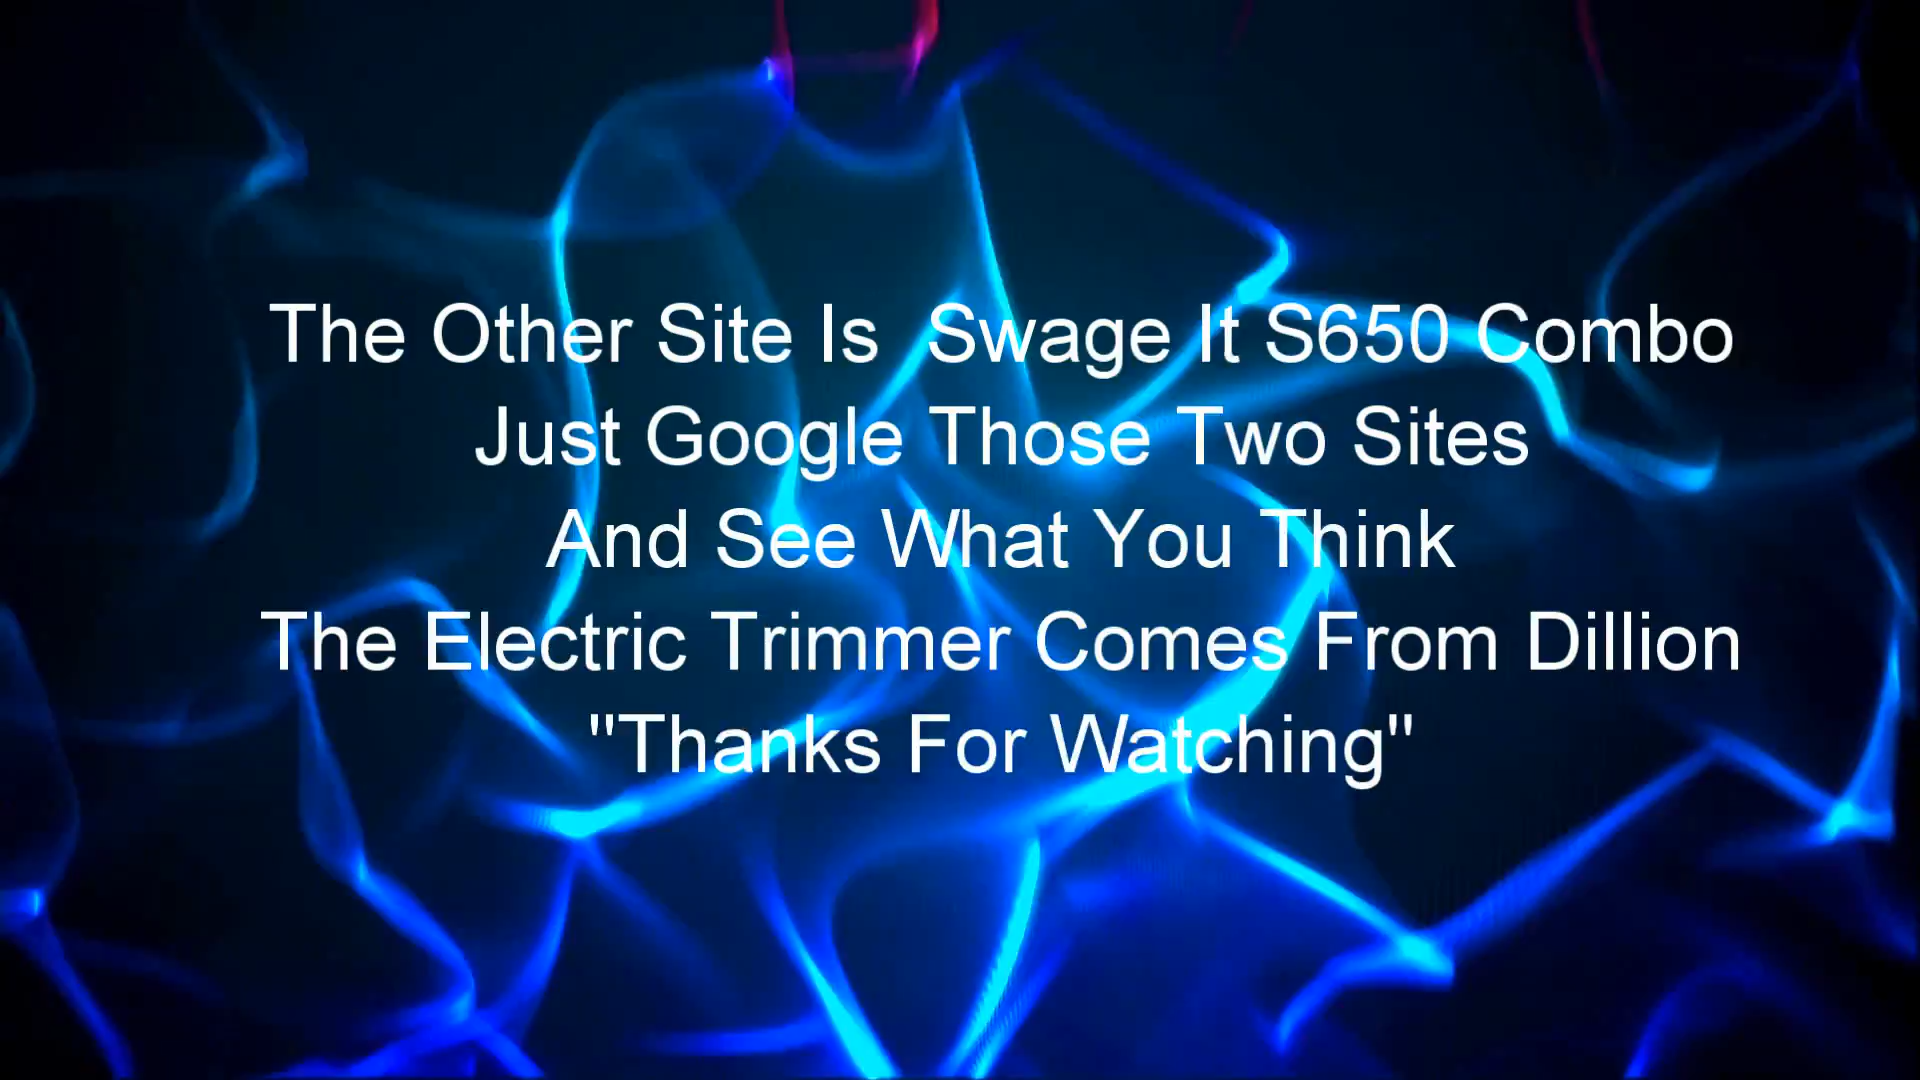 The Other Site Is  Swage It S650 Combo
Just Google Those Two Sites
And See What You Think
The Electric Trimmer Comes From Dillion
"Thanks For Watching"